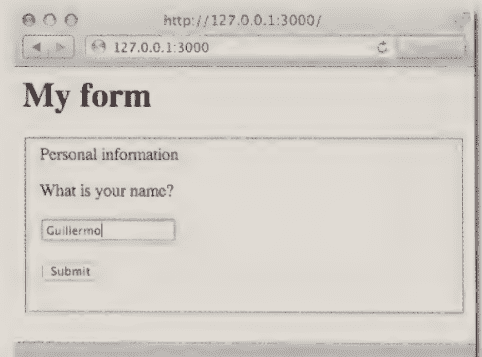 http://127.0.0.1:3000/
127.0.0.1:3000
My form
Personal information
What is your name?
Guillermo
Submit